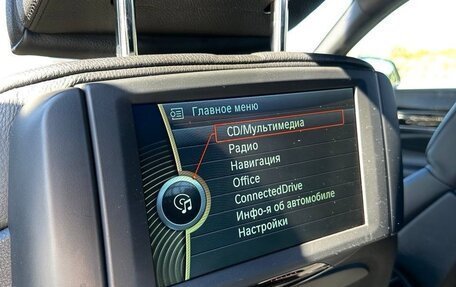 Главное меню
CD/Мультимедиа
Радио
Навигация
Office
ConnectedDrive
Инфо-я об автомобиле
Настройки